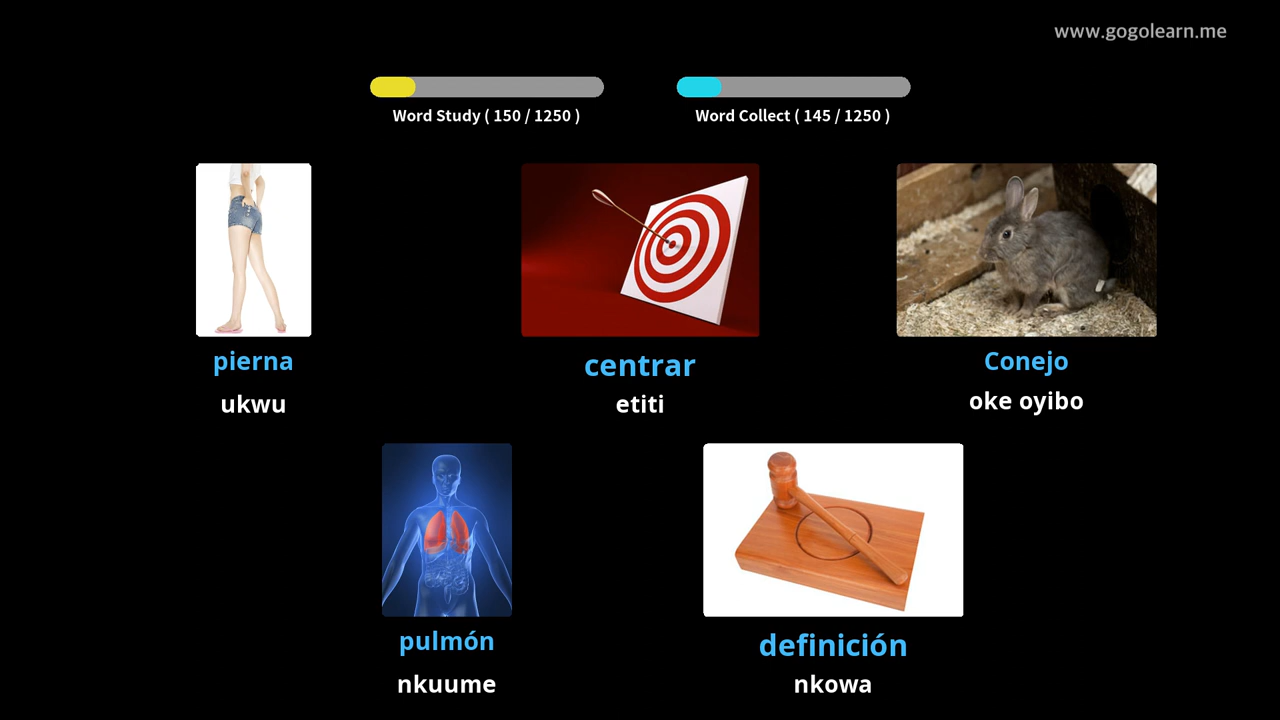 www.gogolearn.me
Word Study ( 150 / 1250 )
Word Collect ( 145 / 1250 )
pierna
ukwu
centrar
etiti
Conejo
oke oyibo
pulmón
nkuume
definición
nkowa